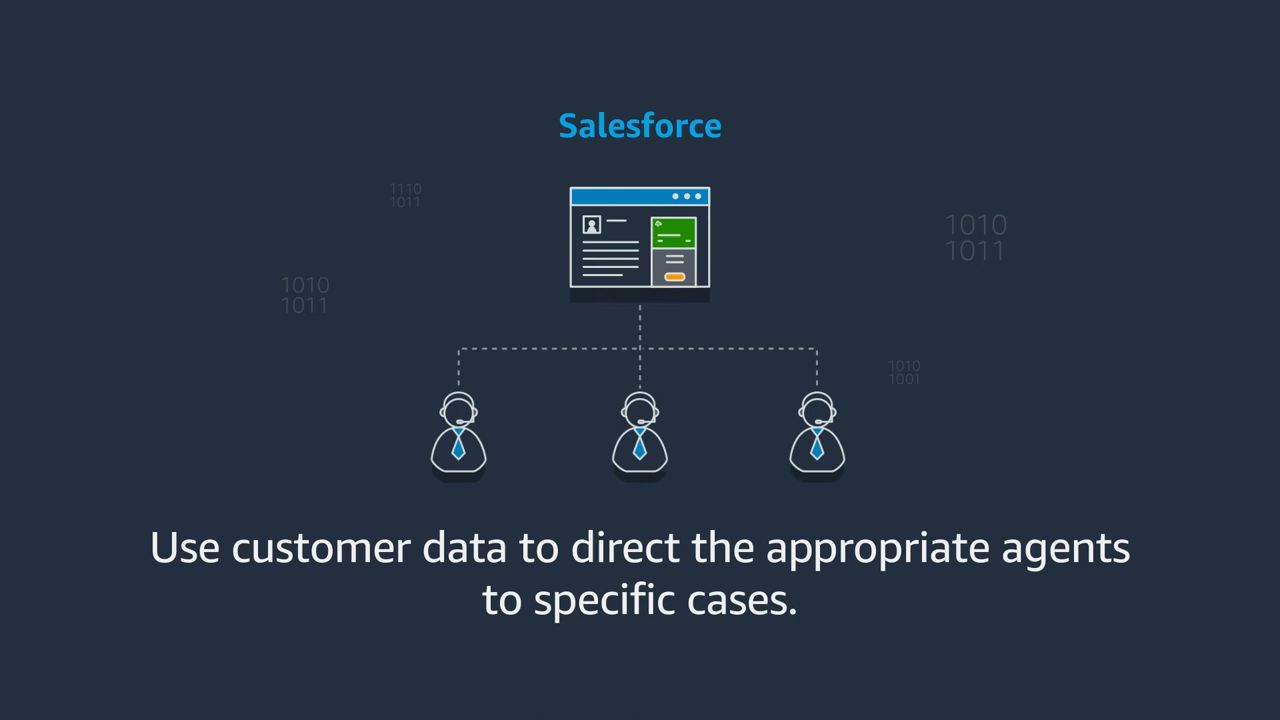 Salesforce
1110
1011
1010
1011
1010
1011
1010
1001
Use customer data to direct the appropriate agents
to specific cases.